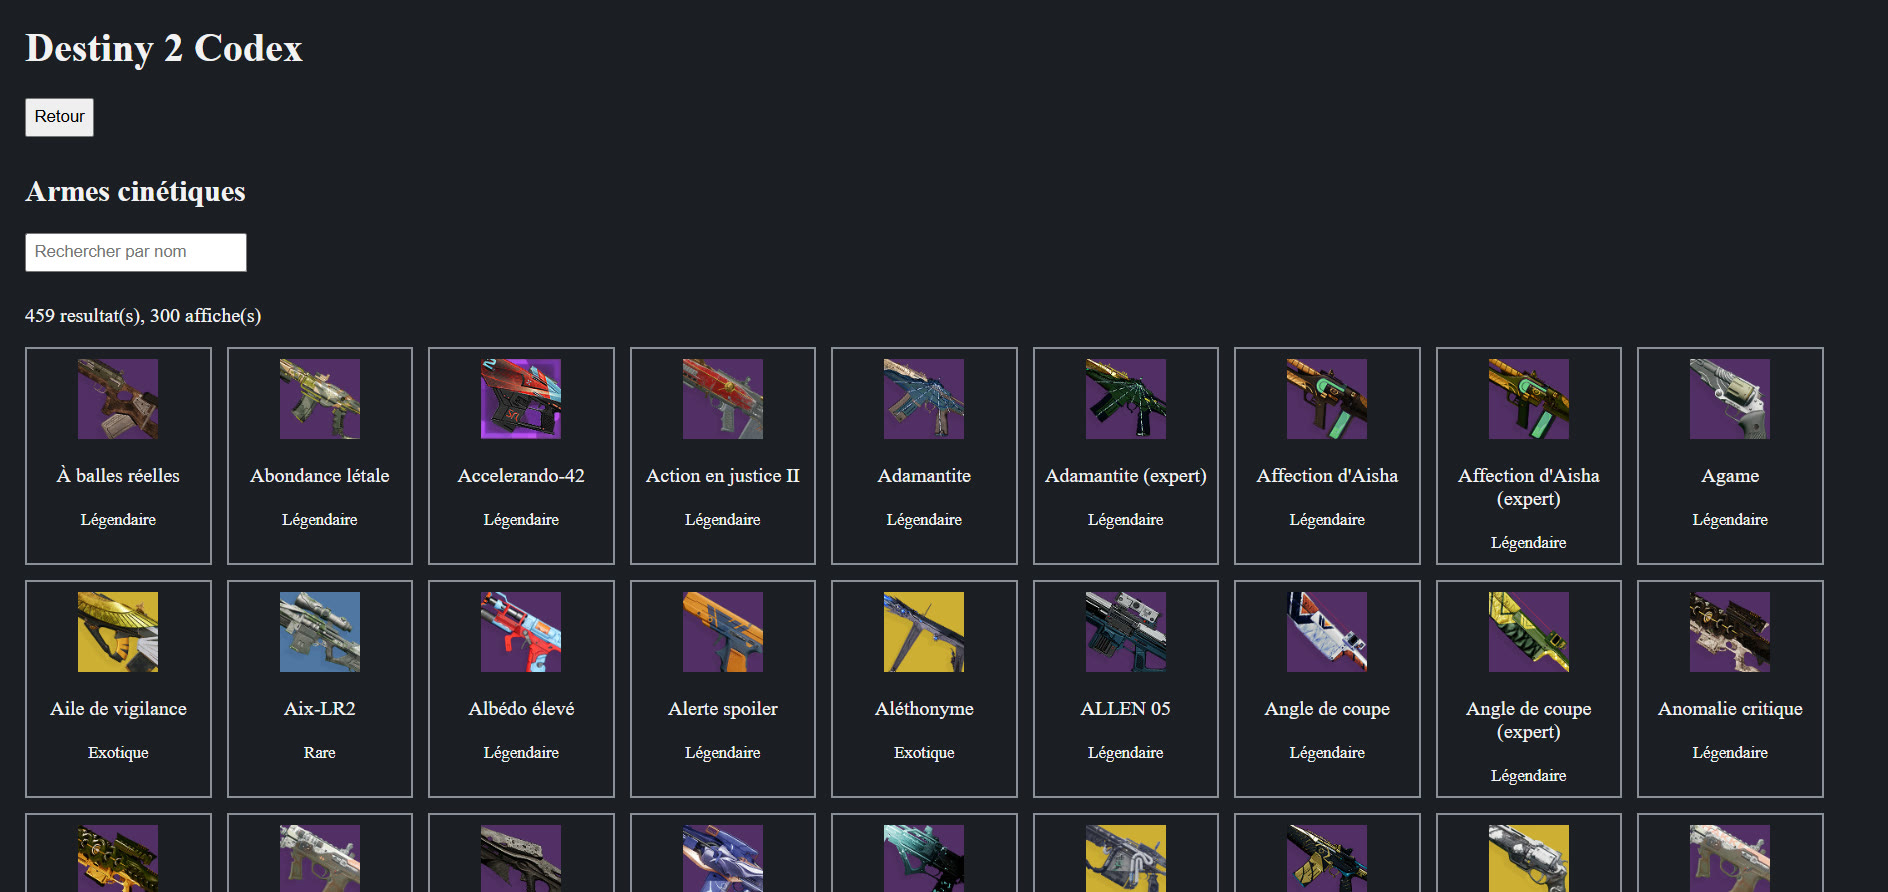 Destiny 2 Codex
Retour
Armes cinétiques
Rechercher par nom
459 resultat(s), 300 affiche(s)
À balles réelles
Légendaire
Abondance létale
Légendaire
Accelerando-42
Légendaire
Action en justice II
Légendaire
Adamantite
Légendaire
Adamantite (expert)
Légendaire
Affection d'Aisha
Légendaire
Affection d'Aisha
(expert)
Légendaire
Agame
Légendaire
Aile de vigilance
Exotique
Aix-LR2
Rare
Albédo élevé
Légendaire
Alerte spoiler
Légendaire
Aléthonyme
Exotique
ALLEN 05
Légendaire
Angle de coupe
Légendaire
Angle de coupe
(expert)
Légendaire
Anomalie critique
Légendaire